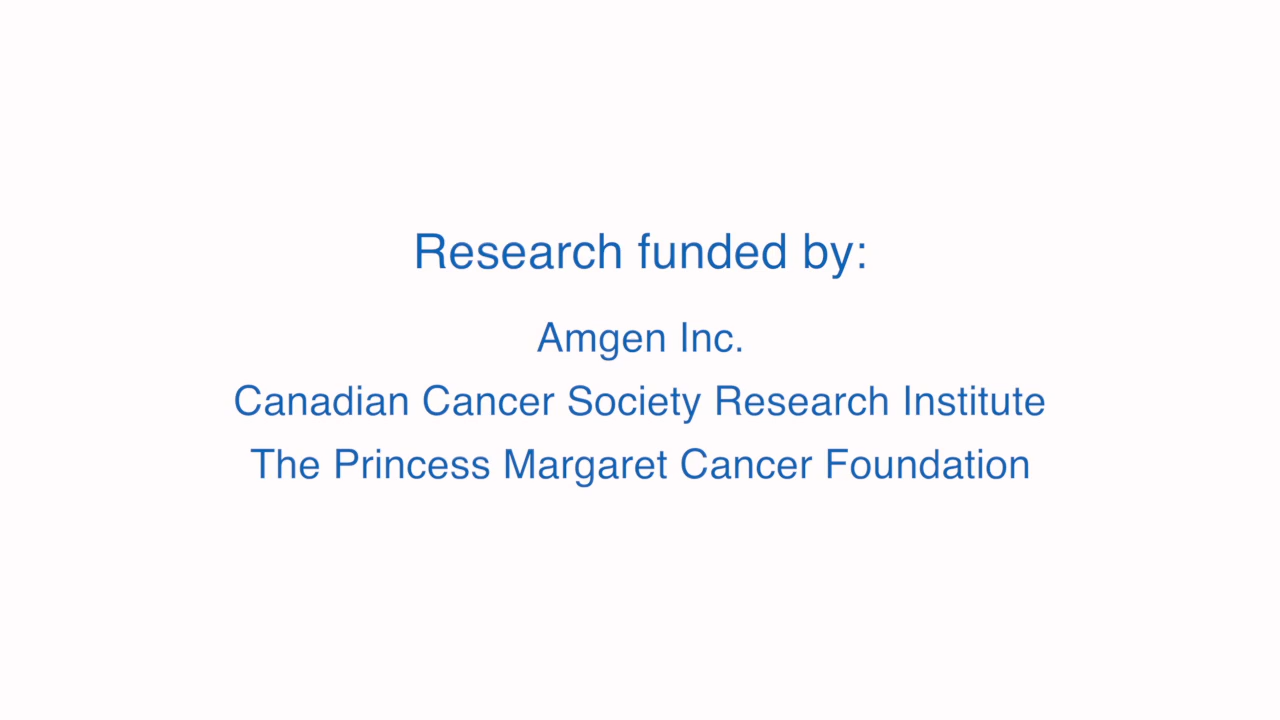 Research funded by:
Amgen Inc.
Canadian Cancer Society Research Institute
The Princess Margaret Cancer Foundation